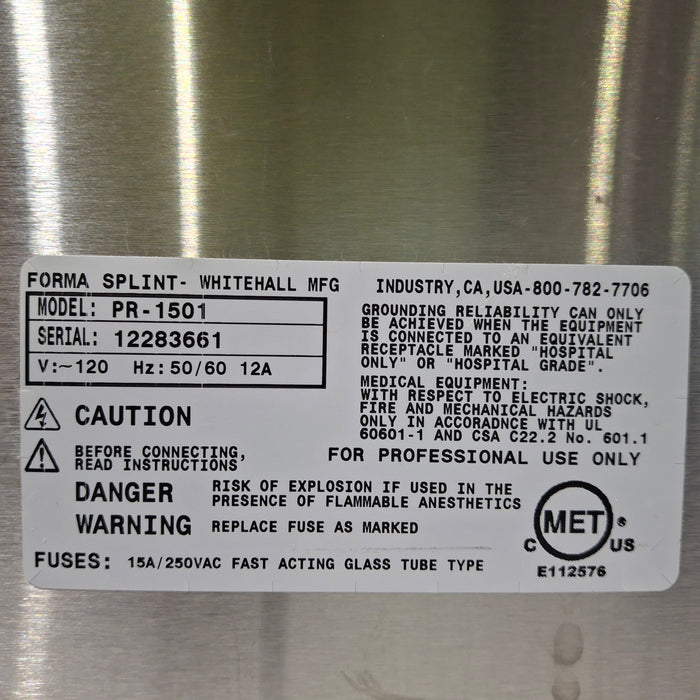 FORMA SPLINT- WHITEHALL MFG
INDUSTRY,CA,USA-800-782-7706
MODEL: PR-1501
SERIAL: 12283661
V:~120 Hz:50/60 12A
GROUNDING RELIABILITY CAN ONLY
BE ACHIEVED WHEN THE EQUIPMENT
IS CONNECTED TO AN EQUIVALENT
RECEPTACLE MARKED "HOSPITAL
ONLY" OR "HOSPITAL GRADE".
MEDICAL EQUIPMENT:
WITH RESPECT TO ELECTRIC SHOCK,
FIRE AND MECHANICAL HAZARDS
ONLY IN ACCORADNCE WITH UL
60601-1 AND CSA C22.2 No. 601.1
CAUTION
BEFORE CONNECTING,
READ INSTRUCTIONS
FOR PROFESSIONAL USE ONLY
DANGER
RISK OF EXPLOSION IF USED IN THE
PRESENCE OF FLAMMABLE ANESTHETICS
WARNING
REPLACE FUSE AS MARKED
FUSES: 15A/250VAC FAST ACTING GLASS TUBE TYPE
MET®
C US
E112576